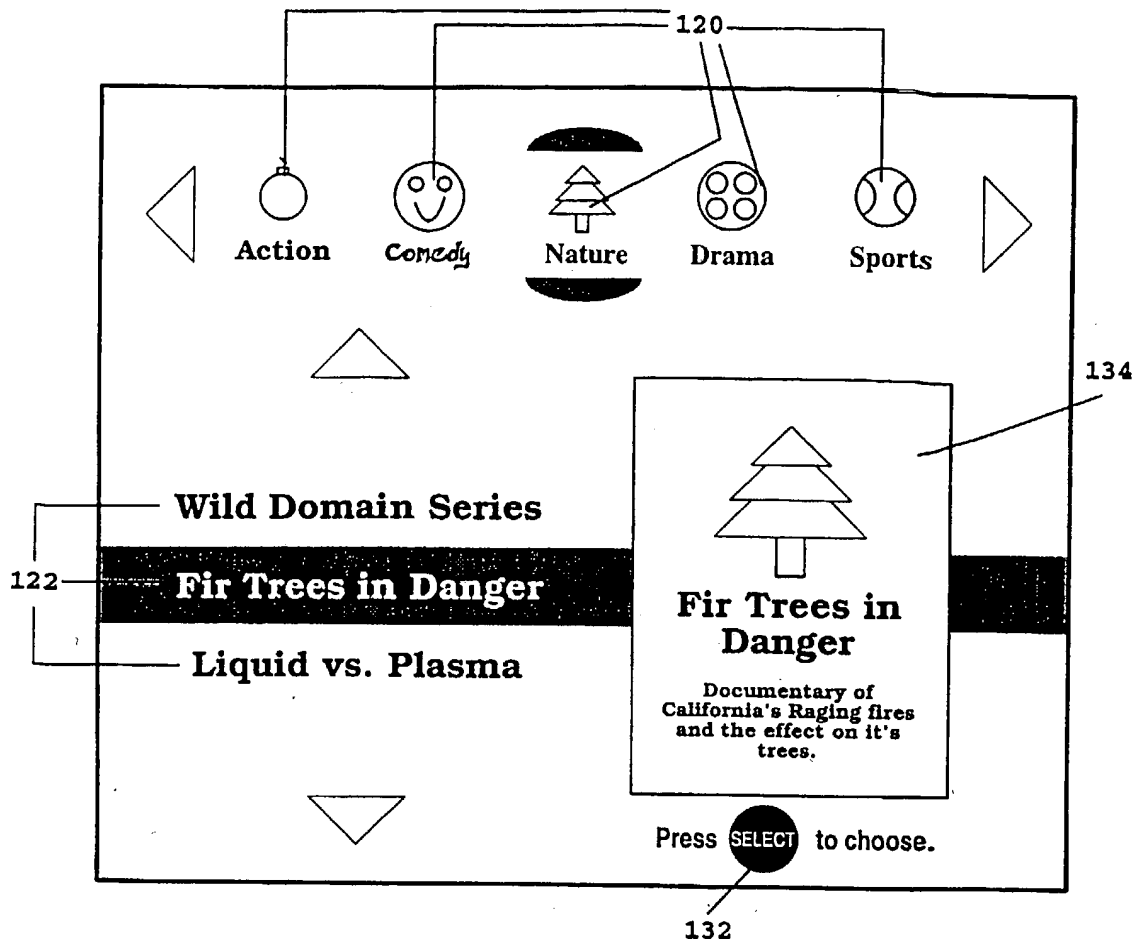 120
Action Comedy Nature Drama Sports
134
Wild Domain Series
122
Fir Trees in Danger
Liquid vs. Plasma
Fir Trees in
Danger
Documentary of
California's Raging fires
and the effect on it's
trees.
Press SELECT to choose.
132